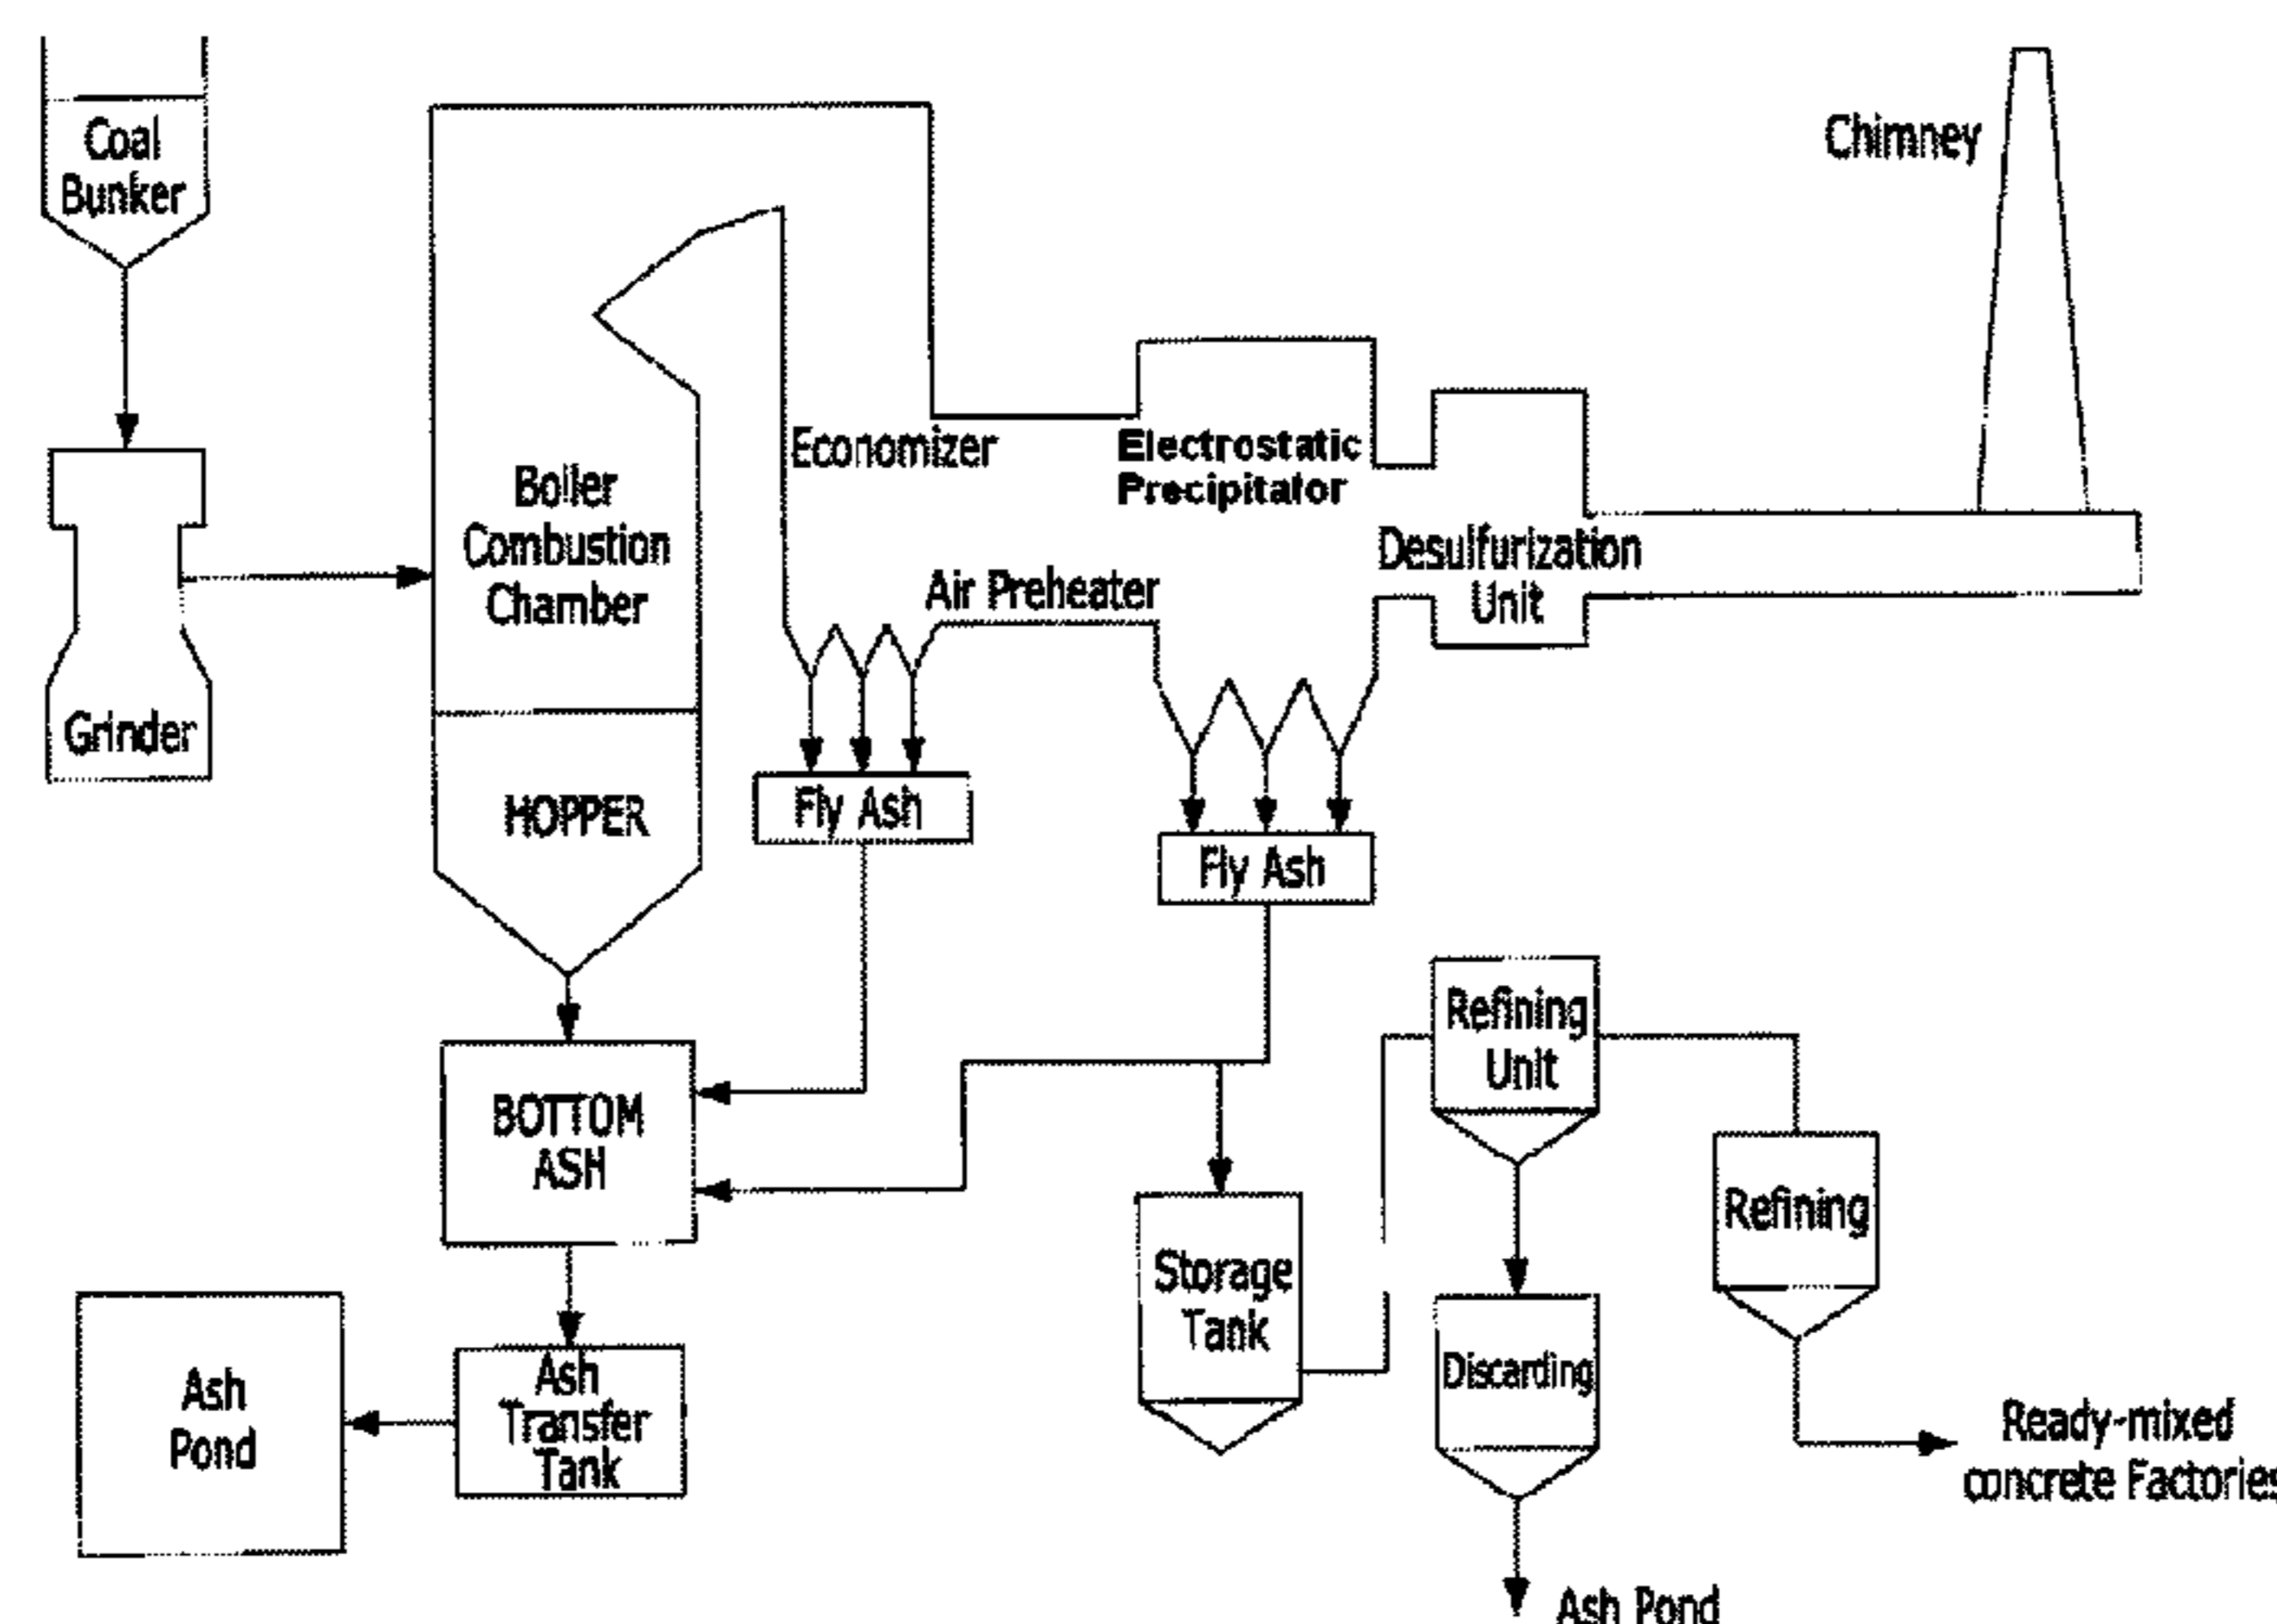 Coal
Bunker
Chimney
Economizer
Electrostatic
Precipitator
Boiler
Combustion
Chamber
Desulfurization
Unit
Air Preheater
Grinder
HOPPER
Fly Ash
Fly Ash
Refining
Unit
BOTTOM
ASH
Refining
Storage
Tank
Discarding
Ash
Pond
Ash
Transfer
Tank
Ready-mixed
concrete Factories
Ash Pond